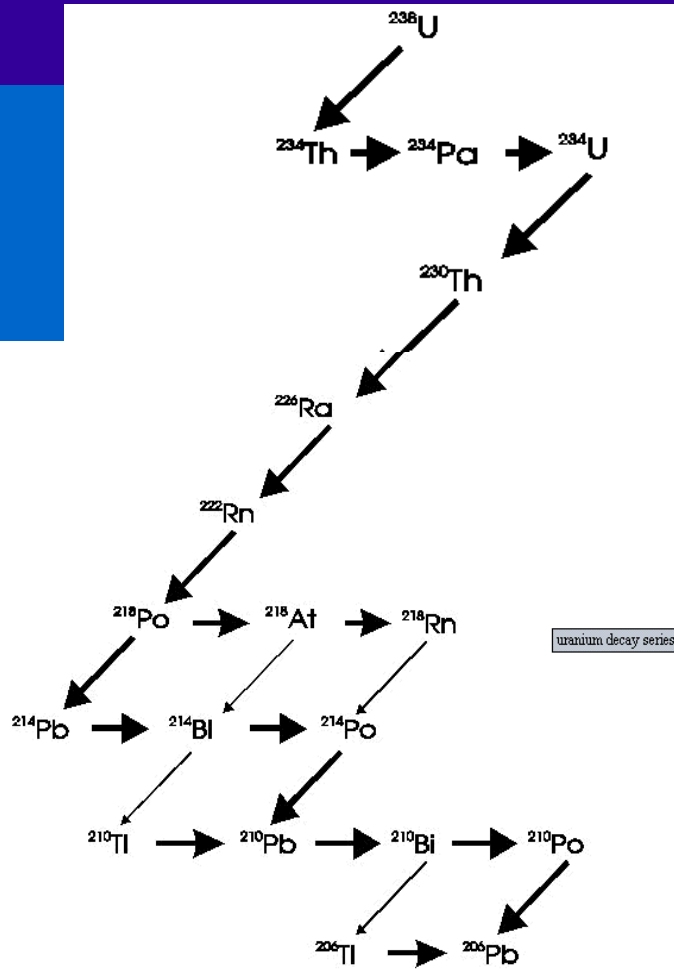 ²³⁸U
²³⁴Th ²³⁴Pa ²³⁴U
²³⁰Th
²²⁶Ra
²²²Rn
²¹⁸Po ²¹⁸At ²¹⁸Rn
uranium decay series
²¹⁴Pb ²¹⁴BI ²¹⁴Po
²¹⁰Tl ²¹⁰Pb ²¹⁰Bi ²¹⁰Po
²⁰⁶Tl ²⁰⁶Pb